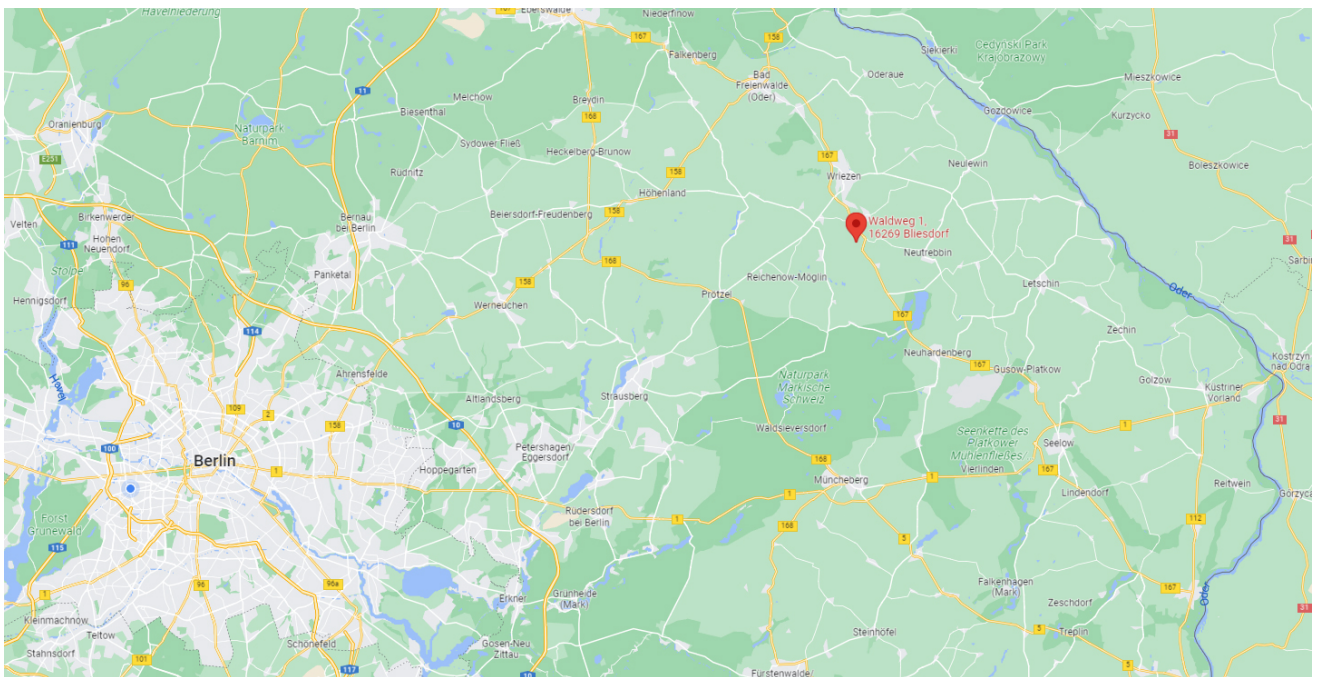 Havelniederung
167
Eberswalde
Niederfinow
158
167
Falkenberg
Siekierki
Cedyński Park
Krajobrazowy
Bad
Freienwalde
(Oder)
Oderaue
Mieszkowice
11
Melchow
Breydin
Biesenthal
168
Gozdowice
Kurzycko
Oranienburg
Naturpark
Barnim
31
E251
Sydower Fließ
Heckelberg-Brunow
167
Neulewin
Boleszkowice
Rüdnitz
158
Wriezen
Höhenland
Velten
Birkenwerder
Bernau
bei Berlin
Beiersdorf-Freudenberg
158
Waldweg 1,
16269 Bliesdorf
111
Hohen
Neuendorf
31
Neutrebbin
Stolpe
Panketal
168
Reichenow-Möglin
96
158
Letschin
Oder
Hennigsdorf
Werneuchen
Prötzel
114
167
Zechin
Neuhardenberg
Kostrzyn
nad Odrą
Havel
Ahrensfelde
Naturpark
Märkische
Schweiz
167
Gusow-Platkow
Golzow
Küstriner
Vorland
Altlandsberg
Strausberg
109
2
158
10
Waldsieversdorf
1
31
100
Petershagen/
Eggersdorf
Seenkette des
Platkower
Mühlenfließes/
Seelow
Berlin
1
Hoppegarten
168
Vierlinden
167
Müncheberg
1
Reitwein
Górzyca
Lindendorf
1
Forst
Grunewald
Rüdersdorf
bei Berlin
1
168
112
115
5
96
96a
Falkenhagen
(Mark)
167
1
Erkner
Grünheide
(Mark)
Zeschdorf
Oder
31
Kleinmachnow
Teltow
Schönefeld
Gosen-Neu
Zittau
Steinhöfel
5
Treplin
Stahnsdorf
101
117
10
Fürstenwalde/
5